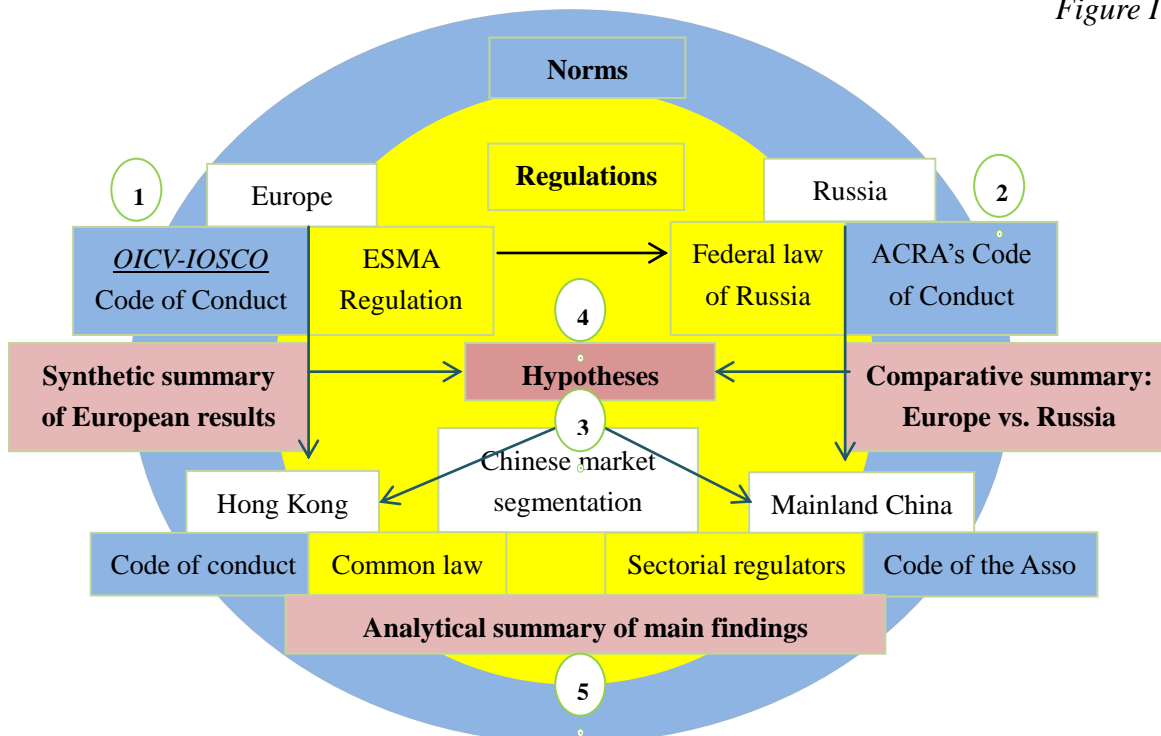 Figure I
Norms
Regulations
1
Europe
Russia
2
OICV-IOSCO
Code of Conduct
ESMA
Regulation
Federal law
of Russia
ACRA's Code
of Conduct
4
Synthetic summary
of European results
Hypotheses
Comparative summary:
Europe vs. Russia
3
Chinese market
segmentation
Hong Kong
Mainland China
Code of conduct
Common law
Sectorial regulators
Code of the Asso
Analytical summary of main findings
5